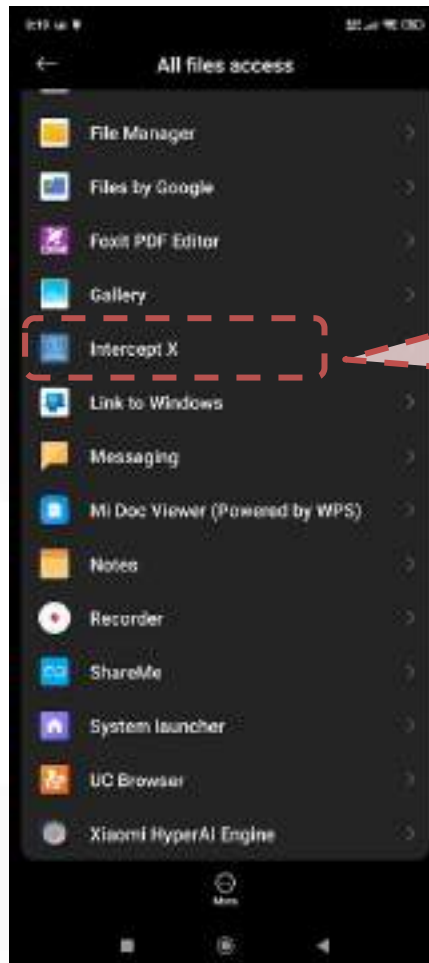 All files access
File Manager
Files by Google
Foxit PDF Editor
Gallery
Intercept X
Link to Windows
Messaging
Mi Doc Viewer (Powered by WPS)
Notes
Recorder
ShareMe
System launcher
UC Browser
Xiaomi HyperAI Engine
More